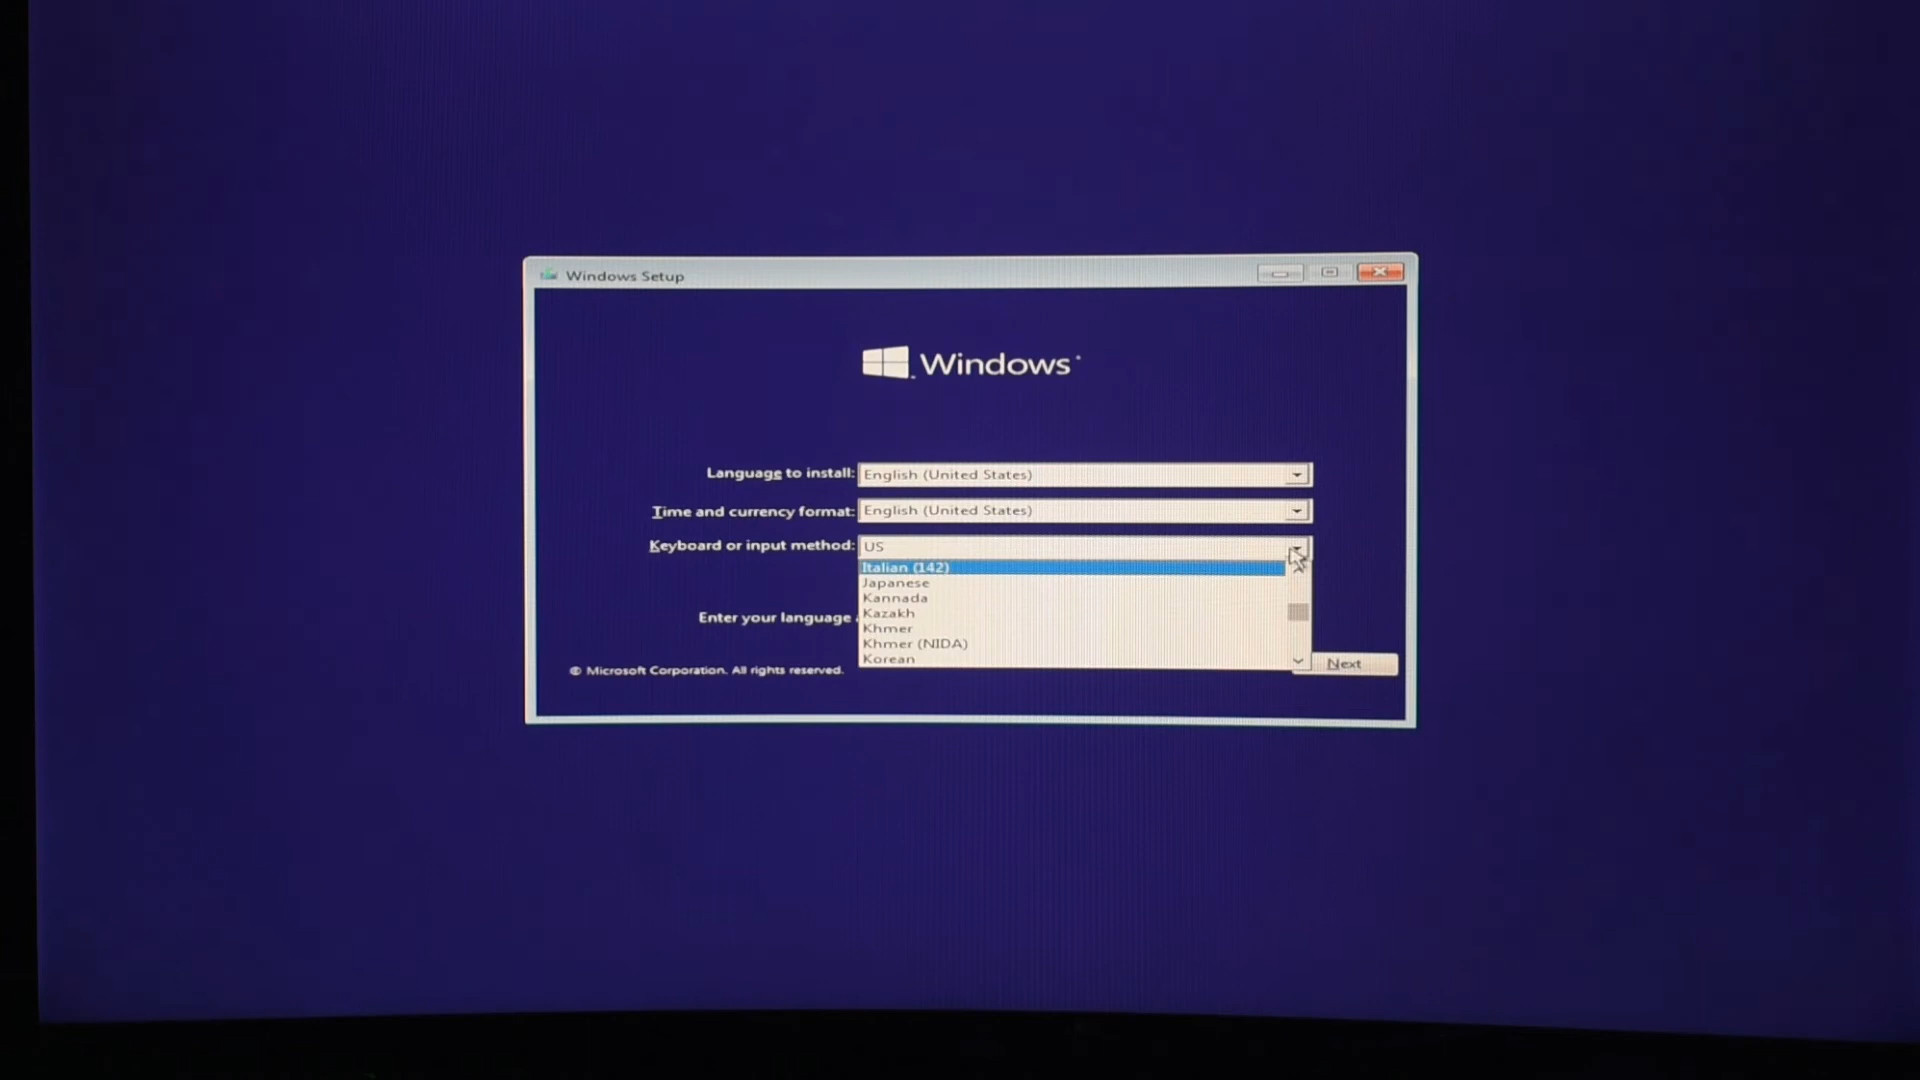 Windows Setup
Windows
Language to install: English (United States)
Time and currency format: English (United States)
Keyboard or input method: US
Italian (142)
Japanese
Kannada
Kazakh
Khmer
Khmer (NIDA)
Korean
Enter your language
© Microsoft Corporation. All rights reserved.
Next